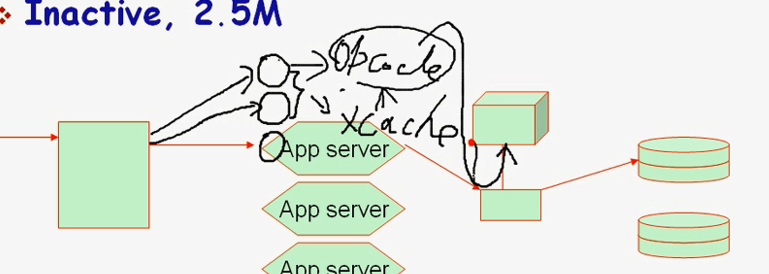 Inactive, 2.5M
Opcache
Xcache
App server
App server
App server